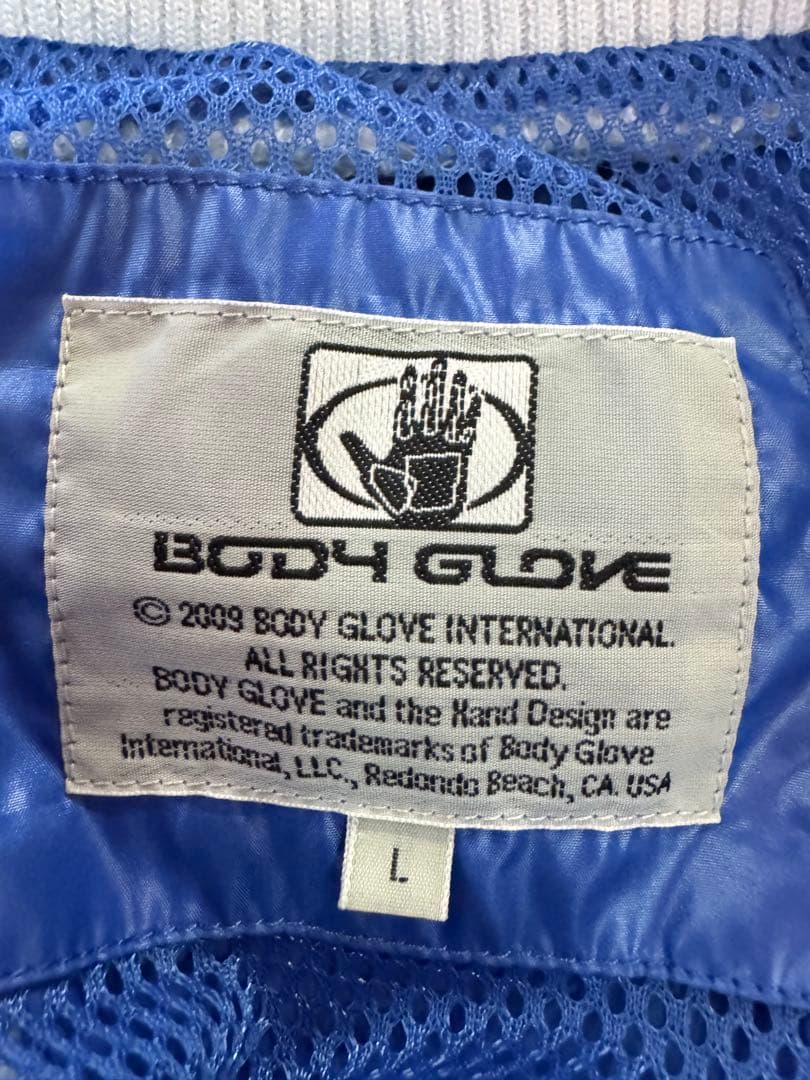 BODY GLOVE
© 2009 BODY GLOVE INTERNATIONAL.
ALL RIGHTS RESERVED.
BODY GLOVE and the Hand Design are
registered trademarks of Body Glove
International, LLC., Redondo Beach, CA. USA
L